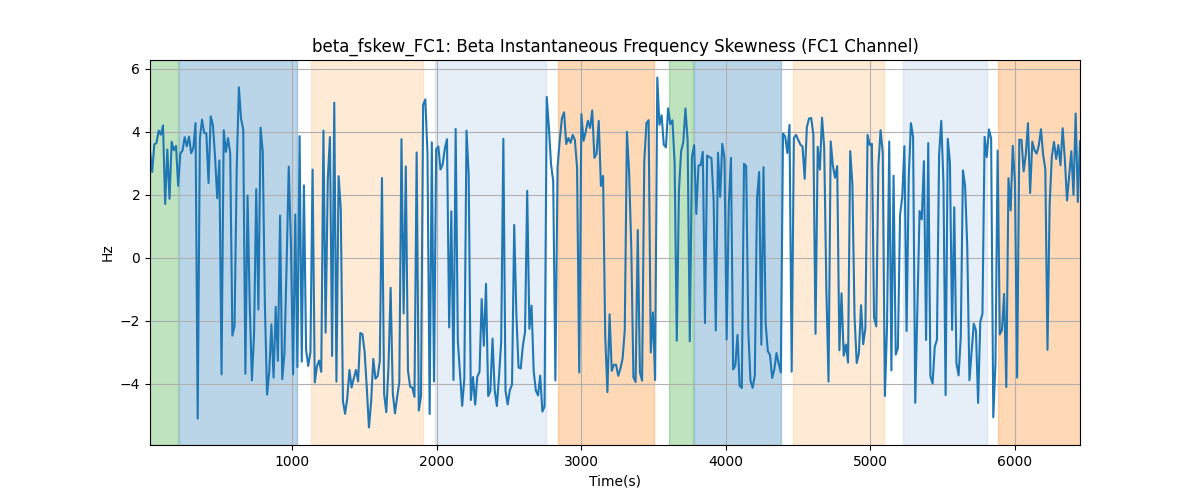 beta_fskew_FC1: Beta Instantaneous Frequency Skewness (FC1 Channel)
6
4
2
0
−2
−4
Hz
1000 2000 3000 4000 5000 6000
Time(s)